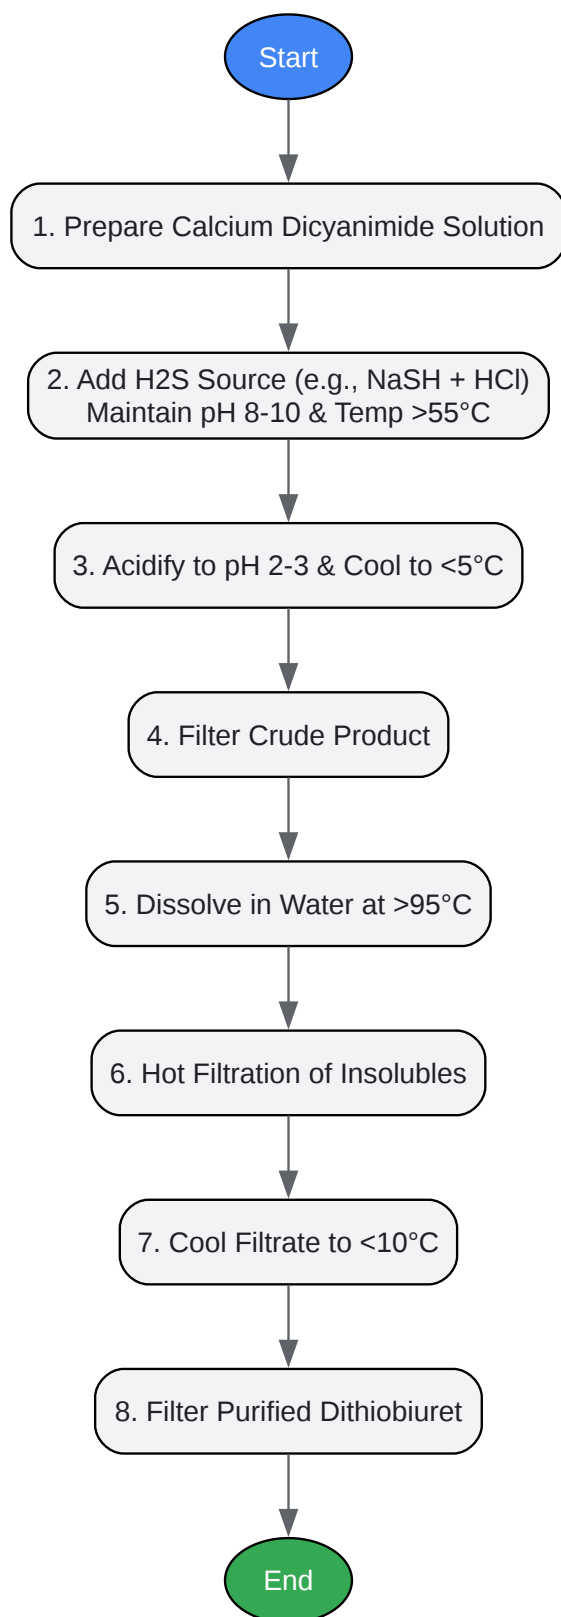 Start
1. Prepare Calcium Dicyanimide Solution
2. Add H2S Source (e.g., NaSH + HCl)
Maintain pH 8-10 & Temp >55°C
3. Acidify to pH 2-3 & Cool to <5°C
4. Filter Crude Product
5. Dissolve in Water at >95°C
6. Hot Filtration of Insolubles
7. Cool Filtrate to <10°C
8. Filter Purified Dithiobiuret
End